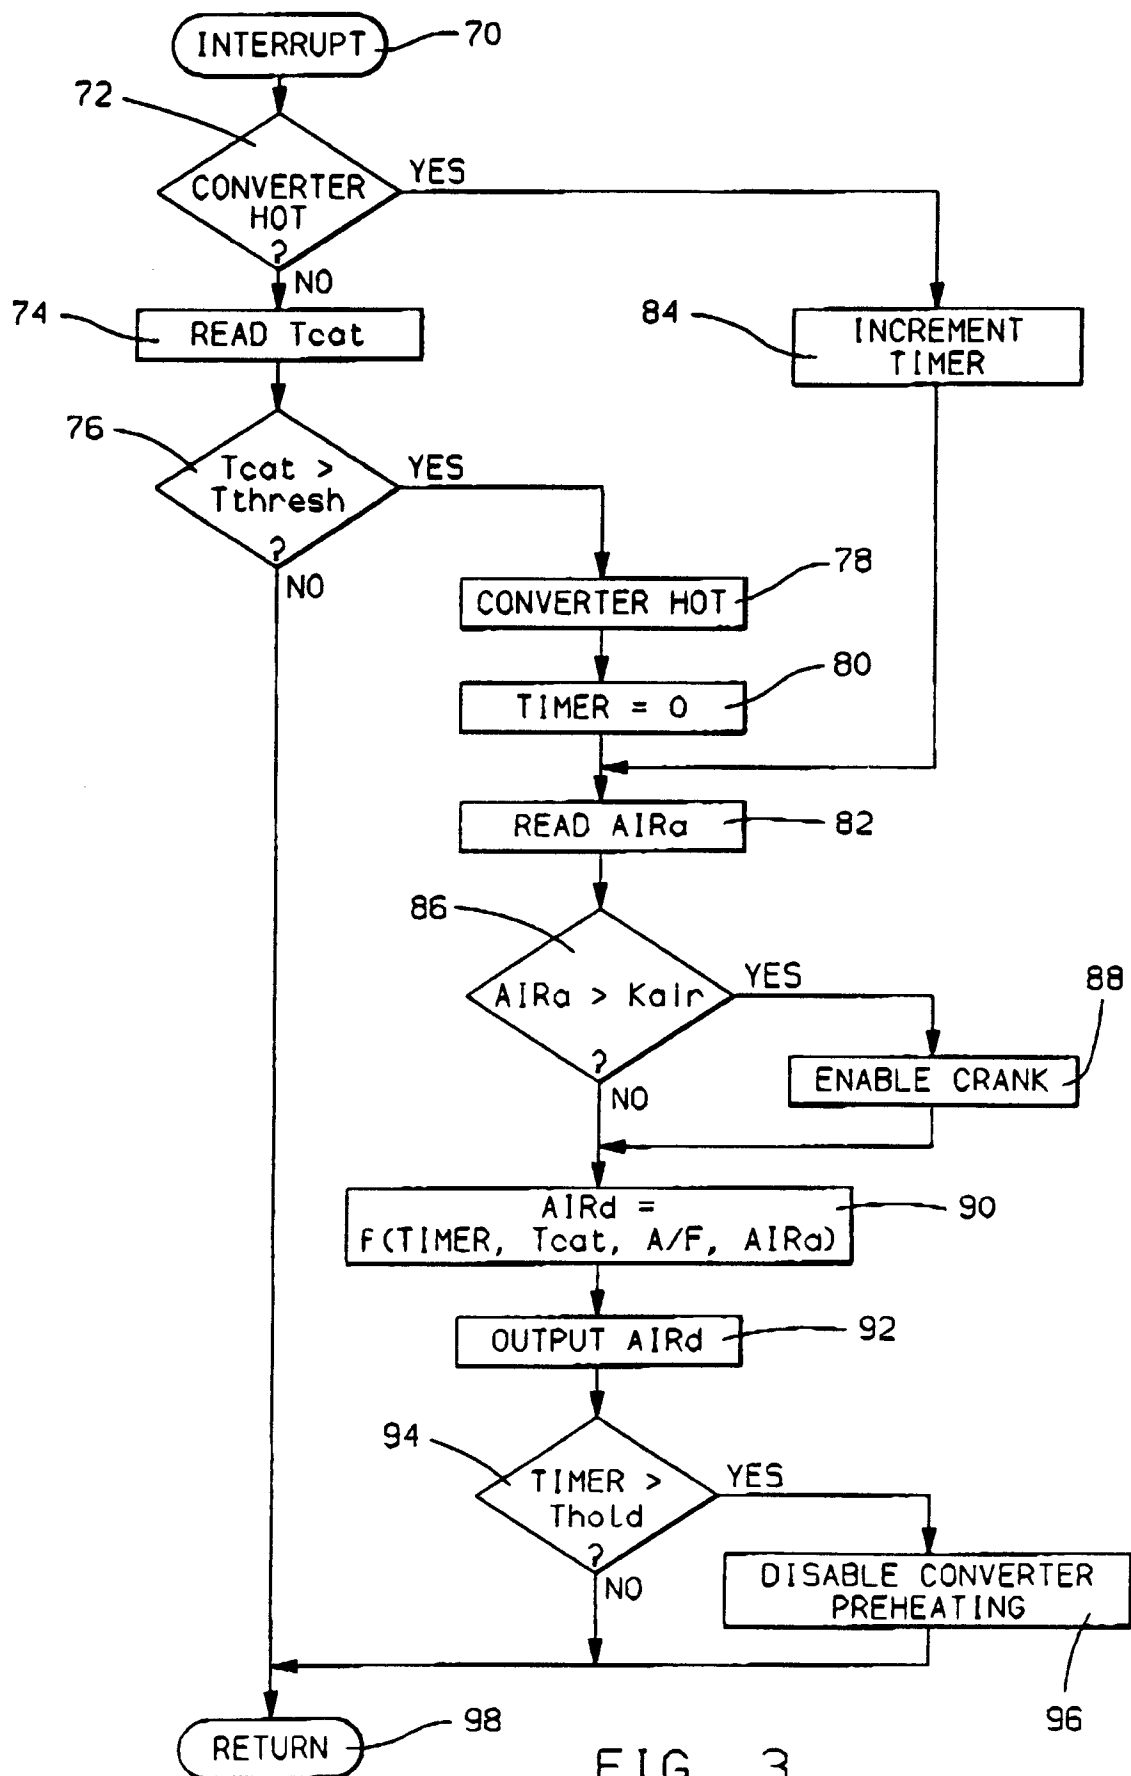 INTERRUPT
70
72
CONVERTER
HOT
?
YES
NO
74
READ Tcat
84
INCREMENT
TIMER
76
Tcat >
Tthresh
?
YES
NO
78
CONVERTER HOT
80
TIMER = 0
READ AIRa
82
86
AIRa > Kair
?
YES
NO
88
ENABLE CRANK
AIRd =
f(TIMER, Tcat, A/F, AIRa)
90
OUTPUT AIRd
92
94
TIMER >
Thold
?
YES
NO
DISABLE CONVERTER
PREHEATING
96
RETURN
98
FIG. 3